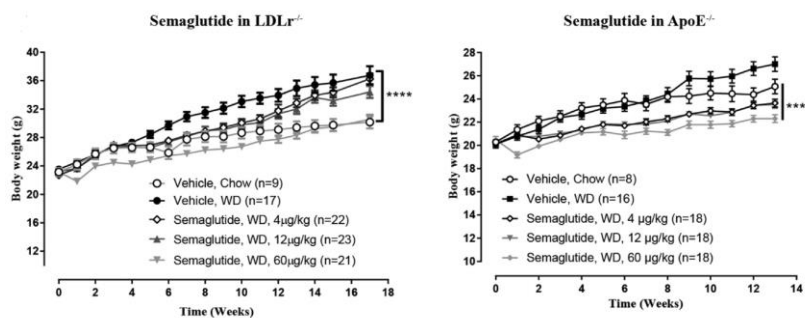 Semaglutide in LDLr-/-
Body weight (g)
40
36
32
28
24
20
16
12
0 2 4 6 8 10 12 14 16 18
Time (Weeks)
****
Vehicle, Chow (n=9)
Vehicle, WD (n=17)
Semaglutide, WD, 4µg/kg (n=22)
Semaglutide, WD, 12µg/kg (n=23)
Semaglutide, WD, 60µg/kg (n=21)
Semaglutide in ApoE-/-
Body weight (g)
28
26
24
22
20
18
16
14
12
10
8
0 2 4 6 8 10 12 14
Time (Weeks)
***
Vehicle, Chow (n=8)
Vehicle, WD (n=16)
Semaglutide, WD, 4 µg/kg (n=18)
Semaglutide, WD, 12 µg/kg (n=18)
Semaglutide, WD, 60 µg/kg (n=18)